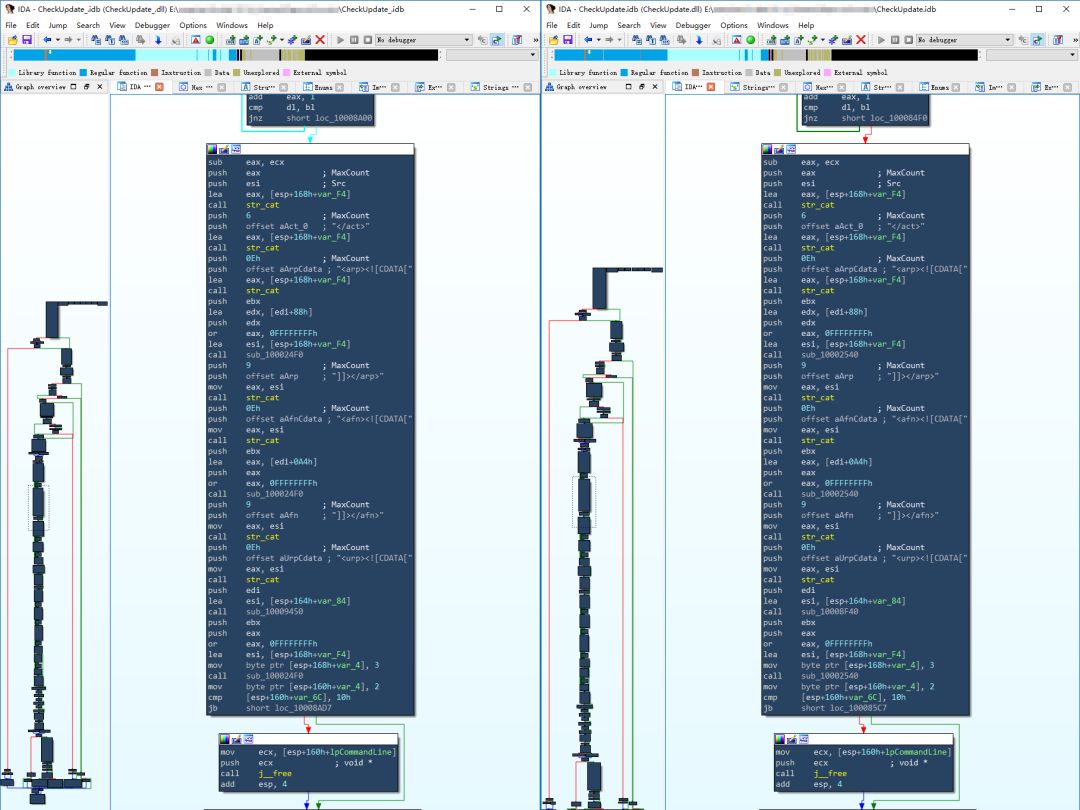 IDA - CheckUpdate_.idb (CheckUpdate_.dll) E:\
\CheckUpdate_.idb
File Edit Jump Search View Debugger Options Windows Help
No debugger
Library function Regular function Instruction Data Unexplored External symbol
Graph overview IDA··· Hex ··· Stru··· Enums Im··· Ex··· Strings ···
add eax, 1
cmp dl, bl
jnz short loc_10008A00
sub eax, ecx
push eax ; MaxCount
push esi ; Src
lea eax, [esp+168h+var_F4]
call str_cat
push 6 ; MaxCount
push offset aAct_0 ; "</act>"
lea eax, [esp+168h+var_F4]
call str_cat
push 0Eh ; MaxCount
push offset aArpCdata ; "<arp><![CDATA["
lea eax, [esp+168h+var_F4]
call str_cat
push ebx
lea edx, [edi+88h]
push edx
or eax, 0FFFFFFFFh
lea esi, [esp+168h+var_F4]
call sub_100024F0
push 9 ; MaxCount
push offset aArp ; "]]></arp>"
mov eax, esi
call str_cat
push 0Eh ; MaxCount
push offset aAfnCdata ; "<afn><![CDATA["
mov eax, esi
call str_cat
push ebx
lea eax, [edi+0A4h]
push eax
or eax, 0FFFFFFFFh
call sub_100024F0
push 9 ; MaxCount
push offset aAfn ; "]]></afn>"
mov eax, esi
call str_cat
push 0Eh ; MaxCount
push offset aUrpCdata ; "<urp><![CDATA["
mov eax, esi
call str_cat
push edi
lea esi, [esp+164h+var_84]
call sub_10009450
push ebx
push eax
or eax, 0FFFFFFFFh
lea esi, [esp+168h+var_F4]
mov byte ptr [esp+168h+var_4], 3
call sub_100024F0
mov byte ptr [esp+160h+var_4], 2
cmp [esp+160h+var_6C], 10h
jb short loc_10008AD7
mov ecx, [esp+160h+lpCommandLine]
push ecx ; void *
call j__free
add esp, 4
IDA - CheckUpdate.idb (CheckUpdate.dll) E:\
\CheckUpdate.idb
File Edit Jump Search View Debugger Options Windows Help
No debugger
Library function Regular function Instruction Data Unexplored External symbol
Graph overview IDA··· Strings··· Hex··· Stru··· Enums Im··· Ex···
add eax, 1
cmp dl, bl
jnz short loc_100084F0
sub eax, ecx
push eax ; MaxCount
push esi ; Src
lea eax, [esp+168h+var_F4]
call str_cat
push 6 ; MaxCount
push offset aAct_0 ; "</act>"
lea eax, [esp+168h+var_F4]
call str_cat
push 0Eh ; MaxCount
push offset aArpCdata ; "<arp><![CDATA["
lea eax, [esp+168h+var_F4]
call str_cat
push ebx
lea edx, [edi+88h]
push edx
or eax, 0FFFFFFFFh
lea esi, [esp+168h+var_F4]
call sub_10002540
push 9 ; MaxCount
push offset aArp ; "]]></arp>"
mov eax, esi
call str_cat
push 0Eh ; MaxCount
push offset aAfnCdata ; "<afn><![CDATA["
mov eax, esi
call str_cat
push ebx
lea eax, [edi+0A4h]
push eax
or eax, 0FFFFFFFFh
call sub_10002540
push 9 ; MaxCount
push offset aAfn ; "]]></afn>"
mov eax, esi
call str_cat
push 0Eh ; MaxCount
push offset aUrpCdata ; "<urp><![CDATA["
mov eax, esi
call str_cat
push edi
lea esi, [esp+164h+var_84]
call sub_10008F40
push ebx
push eax
or eax, 0FFFFFFFFh
lea esi, [esp+168h+var_F4]
mov byte ptr [esp+168h+var_4], 3
call sub_10002540
mov byte ptr [esp+160h+var_4], 2
cmp [esp+160h+var_6C], 10h
jb short loc_100085C7
mov ecx, [esp+160h+lpCommandLine]
push ecx ; void *
call j__free
add esp, 4